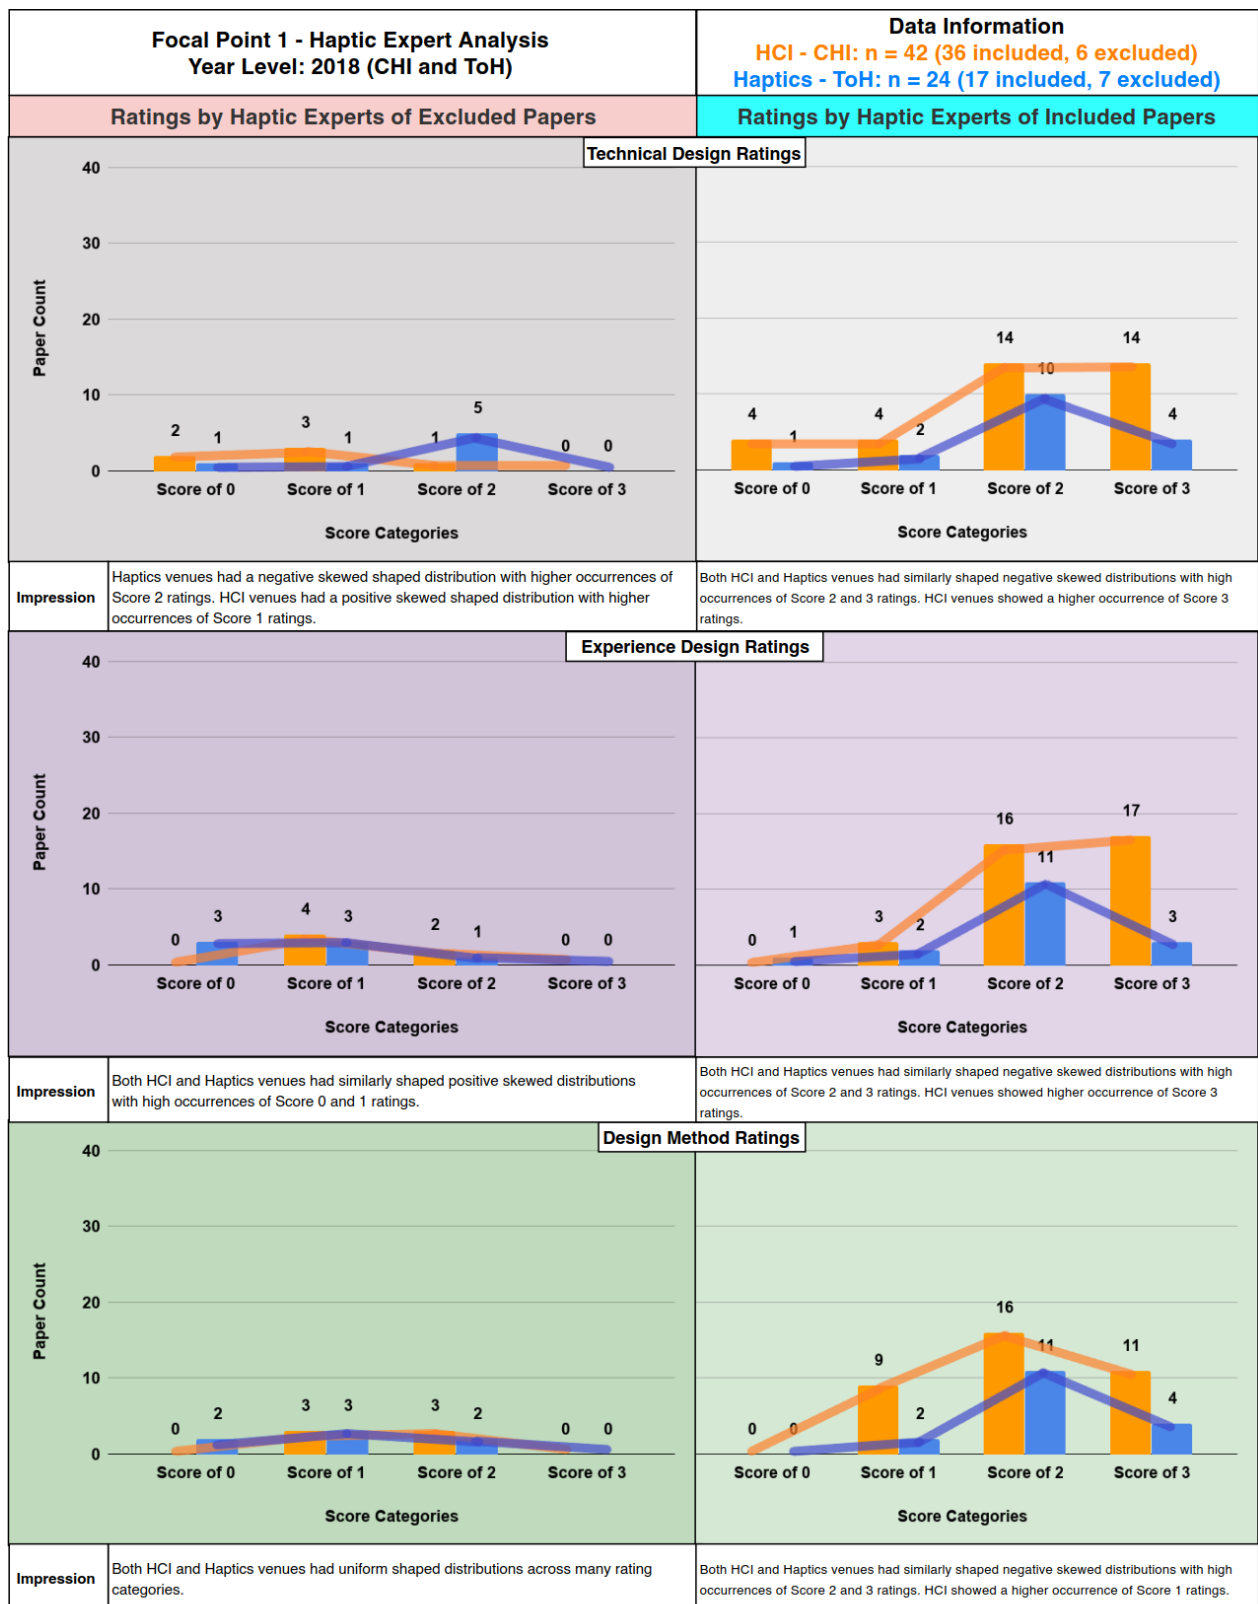 Focal Point 1 - Haptic Expert Analysis
Year Level: 2018 (CHI and ToH)
Data Information
HCI - CHI: n = 42 (36 included, 6 excluded)
Haptics - ToH: n = 24 (17 included, 7 excluded)
Ratings by Haptic Experts of Excluded Papers
Ratings by Haptic Experts of Included Papers
Technical Design Ratings
Paper Count
40
30
20
10
0
2
1
3
1
1
5
0
0
Score of 0
Score of 1
Score of 2
Score of 3
Score Categories
4
1
4
2
14
10
14
4
Score of 0
Score of 1
Score of 2
Score of 3
Score Categories
Impression
Haptics venues had a negative skewed shaped distribution with higher occurrences of
Score 2 ratings. HCI venues had a positive skewed shaped distribution with higher
occurrences of Score 1 ratings.
Both HCI and Haptics venues had similarly shaped negative skewed distributions with high
occurrences of Score 2 and 3 ratings. HCI venues showed a higher occurrence of Score 3
ratings.
Experience Design Ratings
Paper Count
40
30
20
10
0
0
3
4
3
2
1
0
0
Score of 0
Score of 1
Score of 2
Score of 3
Score Categories
0
1
3
2
16
11
17
3
Score of 0
Score of 1
Score of 2
Score of 3
Score Categories
Impression
Both HCI and Haptics venues had similarly shaped positive skewed distributions
with high occurrences of Score 0 and 1 ratings.
Both HCI and Haptics venues had similarly shaped negative skewed distributions with high
occurrences of Score 2 and 3 ratings. HCI venues showed higher occurrence of Score 3
ratings.
Design Method Ratings
Paper Count
40
30
20
10
0
0
2
3
3
3
2
0
0
Score of 0
Score of 1
Score of 2
Score of 3
Score Categories
0
0
9
2
16
11
11
4
Score of 0
Score of 1
Score of 2
Score of 3
Score Categories
Impression
Both HCI and Haptics venues had uniform shaped distributions across many rating
categories.
Both HCI and Haptics venues had similarly shaped negative skewed distributions with high
occurrences of Score 2 and 3 ratings. HCI showed a higher occurrence of Score 1 ratings.